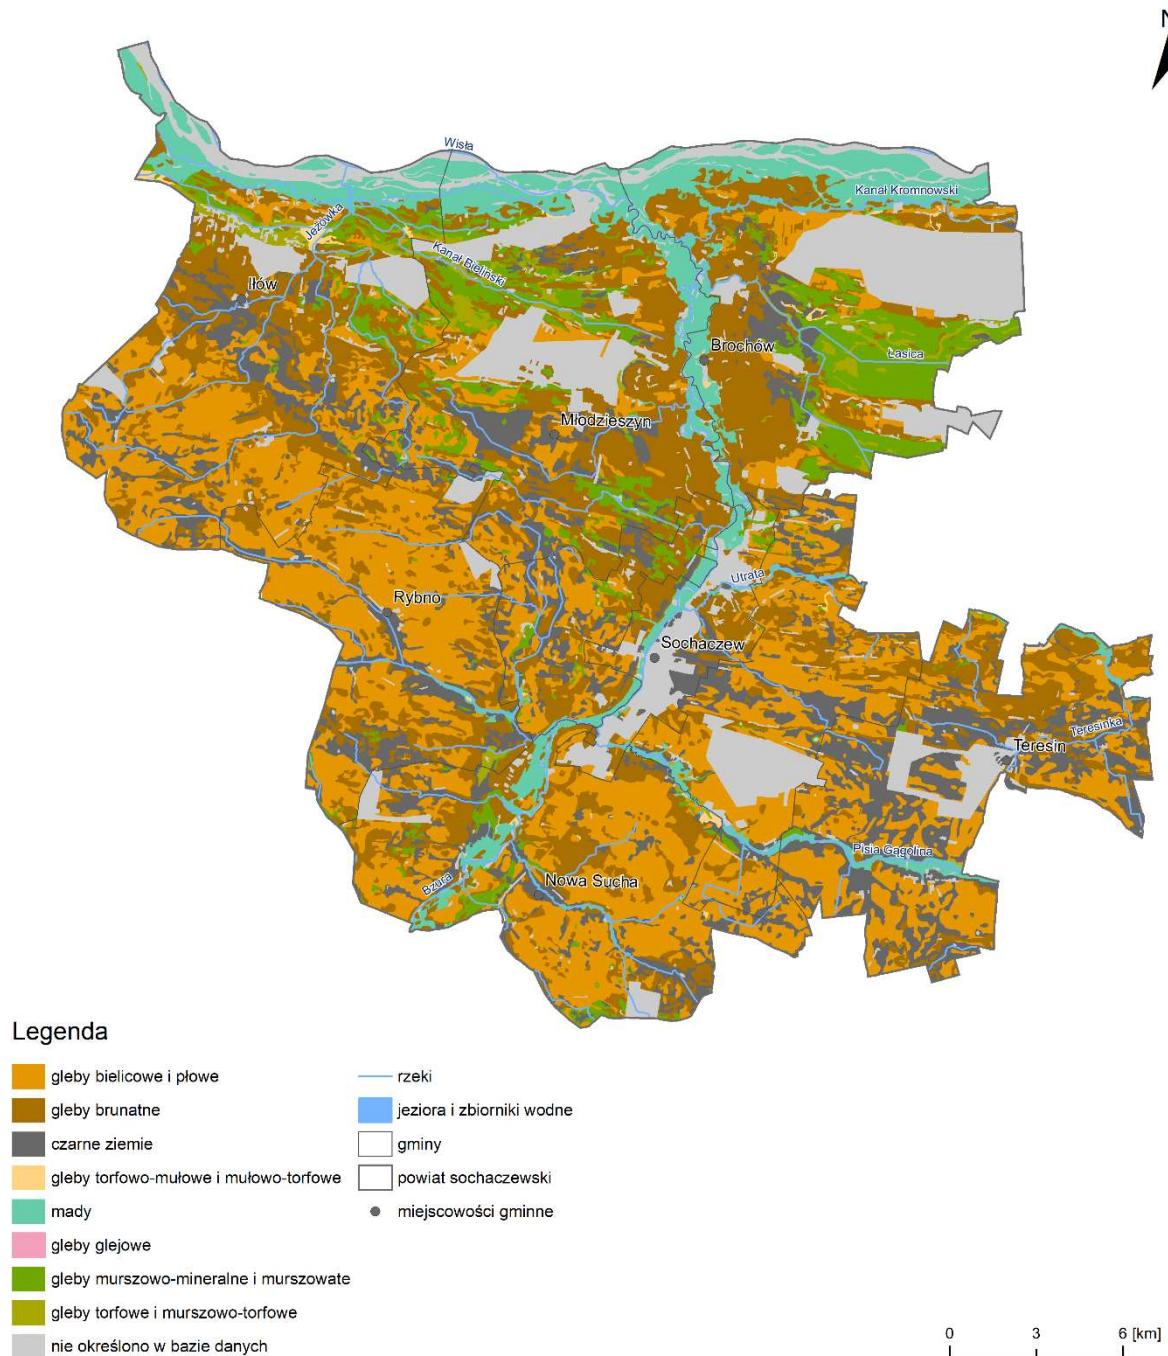 N
Wisła
Kanał Kromnowski
Jeżówka
Kanał Bieliński
Iłów
Brochów
Łasica
Młodzieszyn
Utrata
Rybno
Sochaczew
Teresinka
Teresin
Pisia Gągolina
Bzura
Nowa Sucha
Legenda
gleby bielicowe i płowe
rzeki
gleby brunatne
jeziora i zbiorniki wodne
czarne ziemie
gminy
gleby torfowo-mułowe i mułowo-torfowe
powiat sochaczewski
mady
miejscowości gminne
gleby glejowe
gleby murszowo-mineralne i murszowate
gleby torfowe i murszowo-torfowe
nie określono w bazie danych
0 3 6 [km]